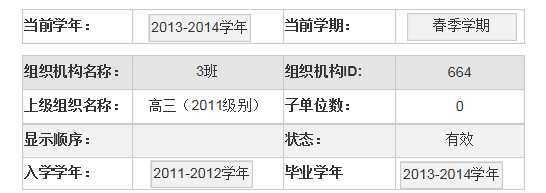 当前学年： 2013-2014学年 当前学期： 春季学期
组织机构名称： 3班 组织机构ID: 664
上级组织名称： 高三（2011级别） 子单位数： 0
显示顺序： 状态： 有效
入学学年： 2011-2012学年 毕业学年 2013-2014学年